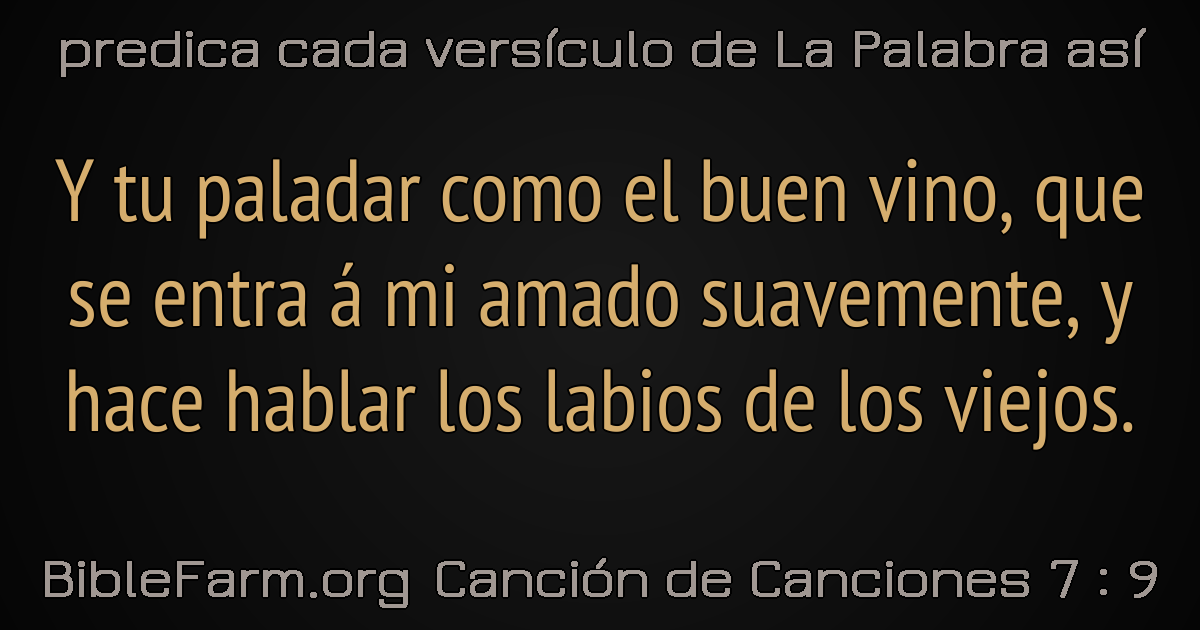 predica cada versículo de La Palabra así
Y tu paladar como el buen vino, que
se entra á mi amado suavemente, y
hace hablar los labios de los viejos.
BibleFarm.org Canción de Canciones 7 : 9